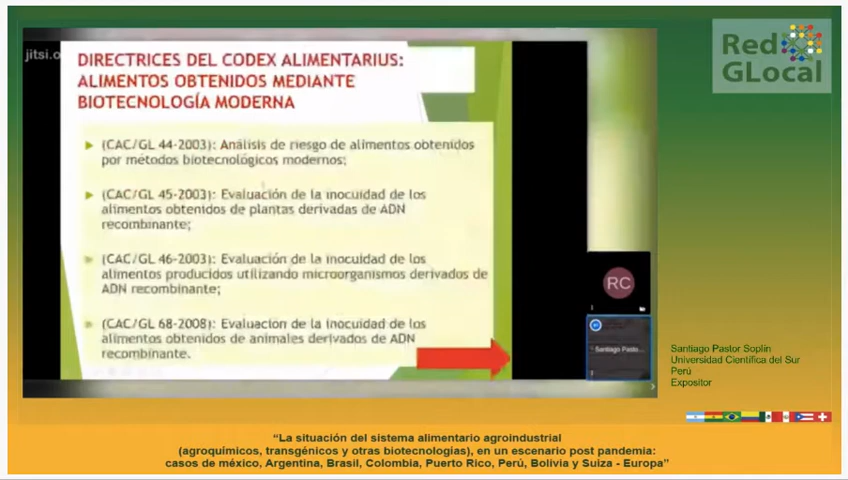 jitsi.o
DIRECTRICES DEL CODEX ALIMENTARIUS:
ALIMENTOS OBTENIDOS MEDIANTE
BIOTECNOLOGÍA MODERNA
(CAC/GL 44-2003): Análisis de riesgo de alimentos obtenidos
por métodos biotecnológicos modernos;
(CAC/GL 45-2003): Evaluación de la inocuidad de los
alimentos obtenidos de plantas derivadas de ADN
recombinante;
(CAC/GL 46-2003): Evaluación de la inocuidad de los
alimentos producidos utilizando microorganismos derivados de
ADN recombinante;
(CAC/GL 68-2008): Evaluación de la inocuidad de los
alimentos obtenidos de animales derivados de ADN
recombinante.
Red
GLocal
RC
Santiago Pasto...
Santiago Pastor Soplín
Universidad Científica del Sur
Perú
Expositor
“La situación del sistema alimentario agroindustrial
(agroquímicos, transgénicos y otras biotecnologías), en un escenario post pandemia:
casos de méxico, Argentina, Brasil, Colombia, Puerto Rico, Perú, Bolivia y Suiza - Europa”